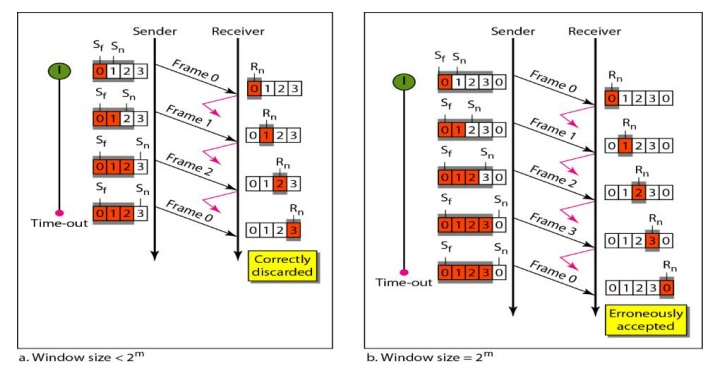 Sender Receiver
Sf Sn
I
0 1 2 3
Frame 0
Rn
0 1 2 3
Sf Sn
0 1 2 3
Frame 1
Rn
0 1 2 3
Sf Sn
0 1 2 3
Frame 2
Rn
0 1 2 3
Sf Sn
0 1 2 3
Frame 0
Rn
0 1 2 3
Time-out
Correctly
discarded
a. Window size < 2^m
Sender Receiver
Sf Sn
I
0 1 2 3 0
Frame 0
Rn
0 1 2 3 0
Sf Sn
0 1 2 3 0
Frame 1
Rn
0 1 2 3 0
Sf Sn
0 1 2 3 0
Frame 2
Rn
0 1 2 3 0
Sf Sn
0 1 2 3 0
Frame 3
Rn
0 1 2 3 0
Sf Sn
0 1 2 3 0
Frame 0
Rn
0 1 2 3 0
Time-out
Erroneously
accepted
b. Window size = 2^m